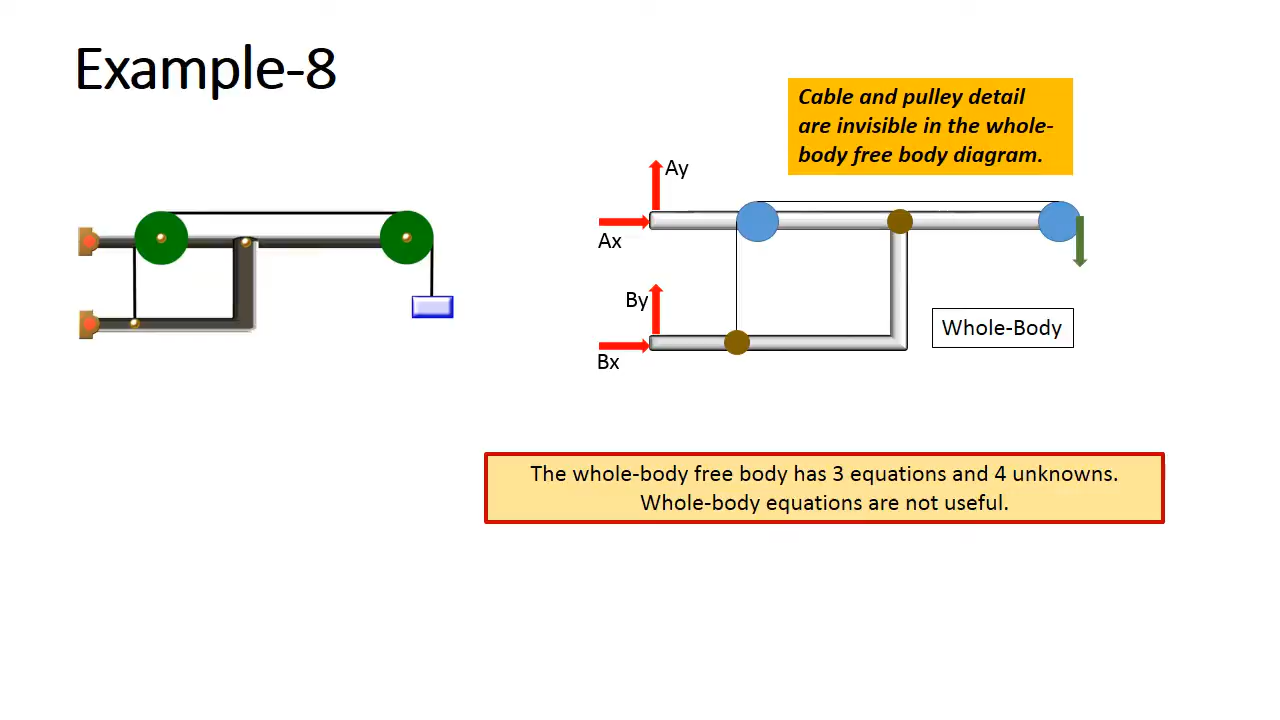 Example-8
Cable and pulley detail
are invisible in the whole-
body free body diagram.
Ay
Ax
By
Bx
Whole-Body
The whole-body free body has 3 equations and 4 unknowns.
Whole-body equations are not useful.